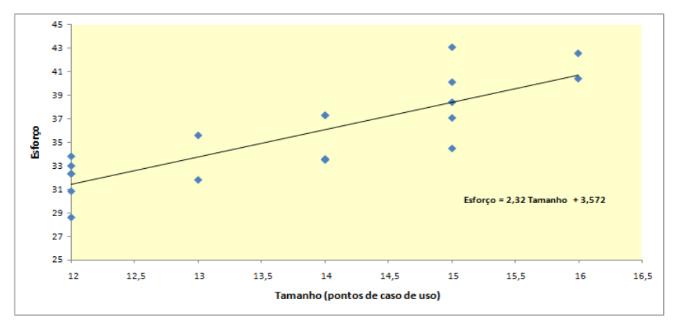 45
43
41
39
37
35
33
31
29
27
25
Esforço
Esforço = 2,32 Tamanho + 3,572
12 12,5 13 13,5 14 14,5 15 15,5 16 16,5
Tamanho (pontos de caso de uso)